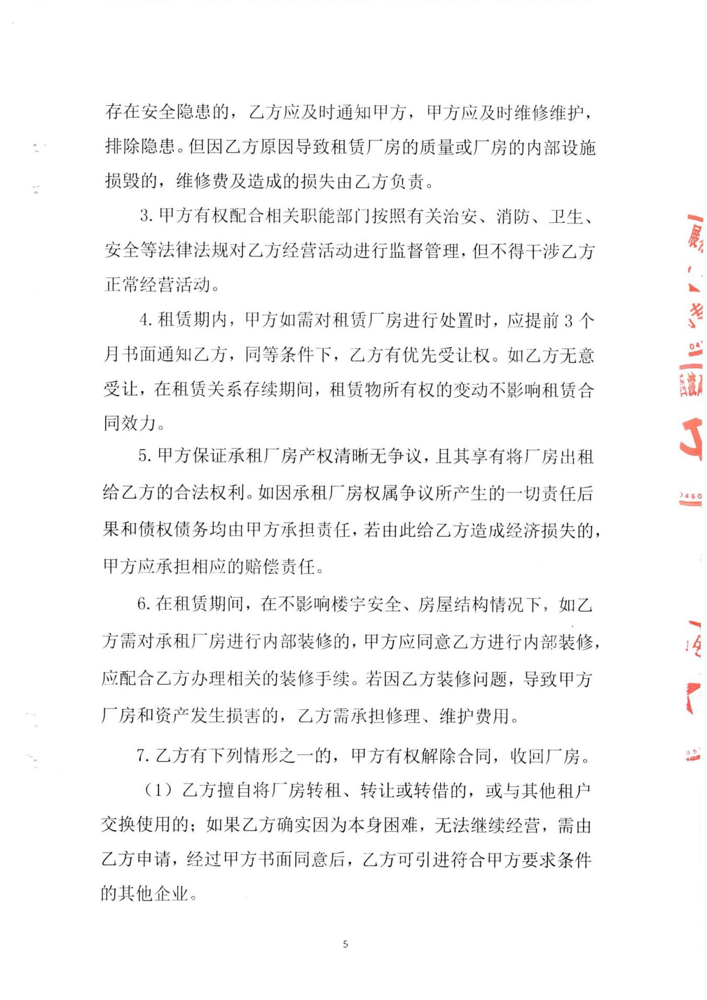 存在安全隐患的，乙方应及时通知甲方，甲方应及时维修维护，
排除隐患。但因乙方原因导致租赁厂房的质量或厂房的内部设施
损毁的，维修费及造成的损失由乙方负责。
3.甲方有权配合相关职能部门按照有关治安、消防、卫生、
安全等法律法规对乙方经营活动进行监督管理，但不得干涉乙方
正常经营活动。
4.租赁期内，甲方如需对租赁厂房进行处置时，应提前 3 个
月书面通知乙方，同等条件下，乙方有优先受让权。如乙方无意
受让，在租赁关系存续期间，租赁物所有权的变动不影响租赁合
同效力。
5.甲方保证承租厂房产权清晰无争议，且其享有将厂房出租
给乙方的合法权利。如因承租厂房权属争议所产生的一切责任后
果和债权债务均由甲方承担责任，若由此给乙方造成经济损失的，
甲方应承担相应的赔偿责任。
6.在租赁期间，在不影响楼宇安全、房屋结构情况下，如乙
方需对承租厂房进行内部装修的，甲方应同意乙方进行内部装修，
应配合乙方办理相关的装修手续。若因乙方装修问题，导致甲方
厂房和资产发生损害的，乙方需承担修理、维护费用。
7.乙方有下列情形之一的，甲方有权解除合同，收回厂房。
（1）乙方擅自将厂房转租、转让或转借的，或与其他租户
交换使用的；如果乙方确实因为本身困难，无法继续经营，需由
乙方申请，经过甲方书面同意后，乙方可引进符合甲方要求条件
的其他企业。
5
展
04
0460